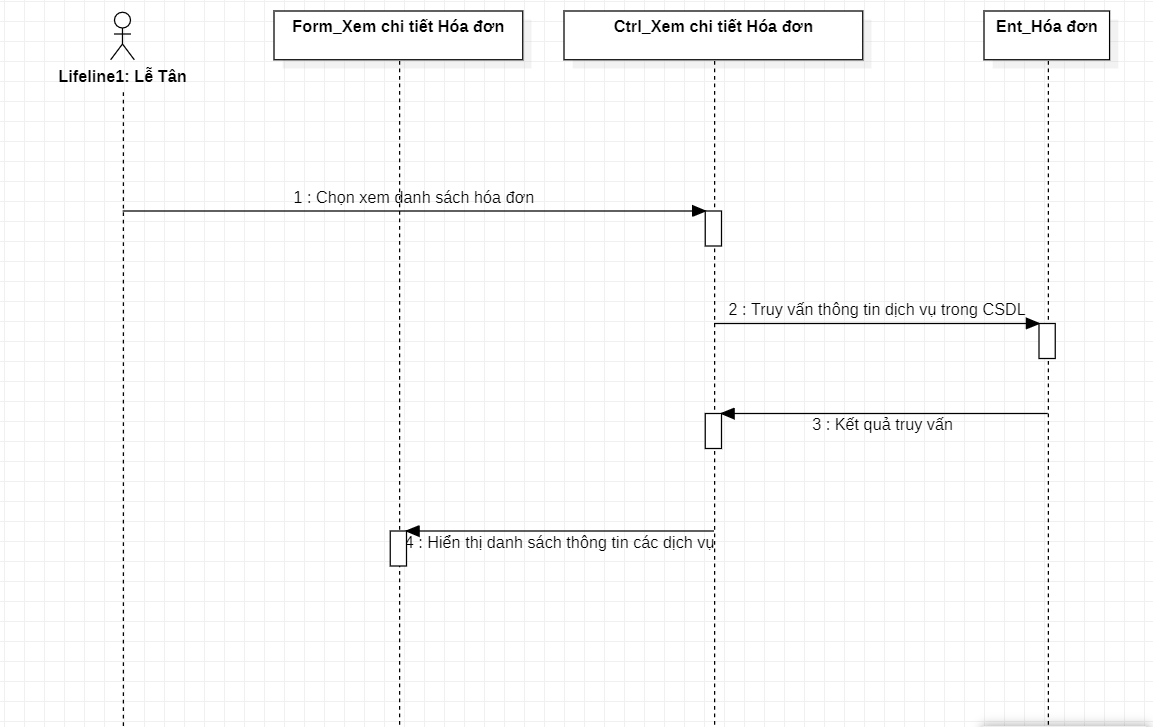 Form_Xem chi tiết Hóa đơn
Ctrl_Xem chi tiết Hóa đơn
Ent_Hóa đơn
Lifeline1: Lễ Tân
1 : Chọn xem danh sách hóa đơn
2 : Truy vấn thông tin dịch vụ trong CSDL
3 : Kết quả truy vấn
4 : Hiển thị danh sách thông tin các dịch vụ